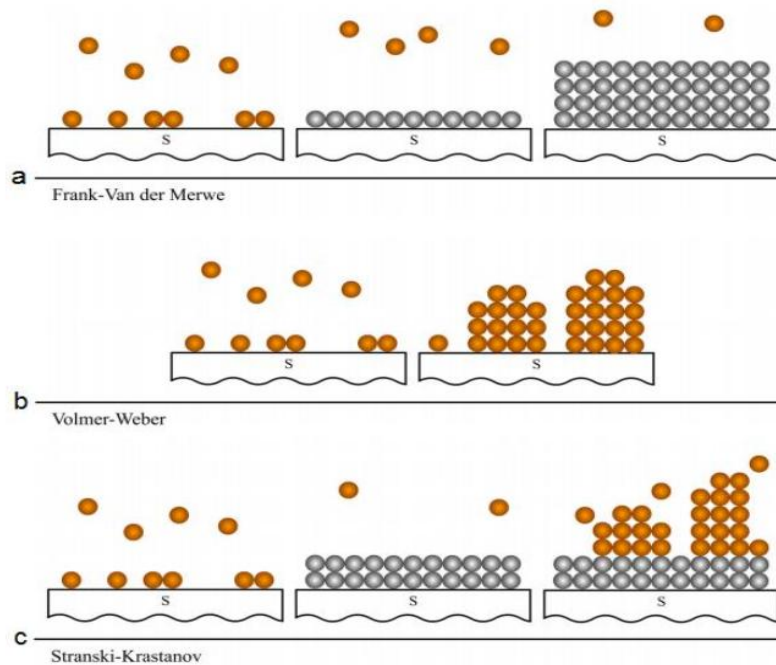 S S S
a
Frank-Van der Merwe
S S
b
Volmer-Weber
S S S
c
Stranski-Krastanov